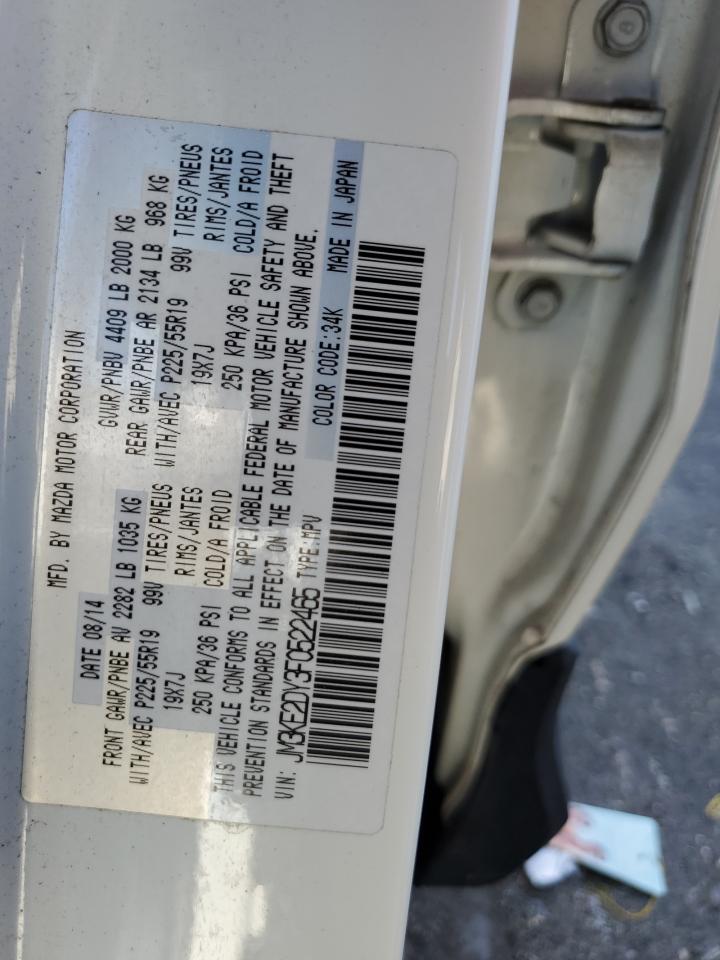 MFD. BY MAZDA MOTOR CORPORATION
DATE 08/14 GVWR/PNBV 4409 LB 2000 KG
FRONT GAWR/PNBE AV 2282 LB 1035 KG REAR GAWR/PNBE AR 2134 LB 968 KG
WITH/AVEC P225/55R19 99V TIRES/PNEUS WITH/AVEC P225/55R19 99V TIRES/PNEUS
19X7J RIMS/JANTES 19X7J RIMS/JANTES
250 KPA/36 PSI COLD/A FROID 250 KPA/36 PSI COLD/A FROID
THIS VEHICLE CONFORMS TO ALL APPLICABLE FEDERAL MOTOR VEHICLE SAFETY AND THEFT
PREVENTION STANDARDS IN EFFECT ON THE DATE OF MANUFACTURE SHOWN ABOVE.
VIN: JM3KE2DY3F0522465 TYPE:MPV COLOR CODE:34K MADE IN JAPAN